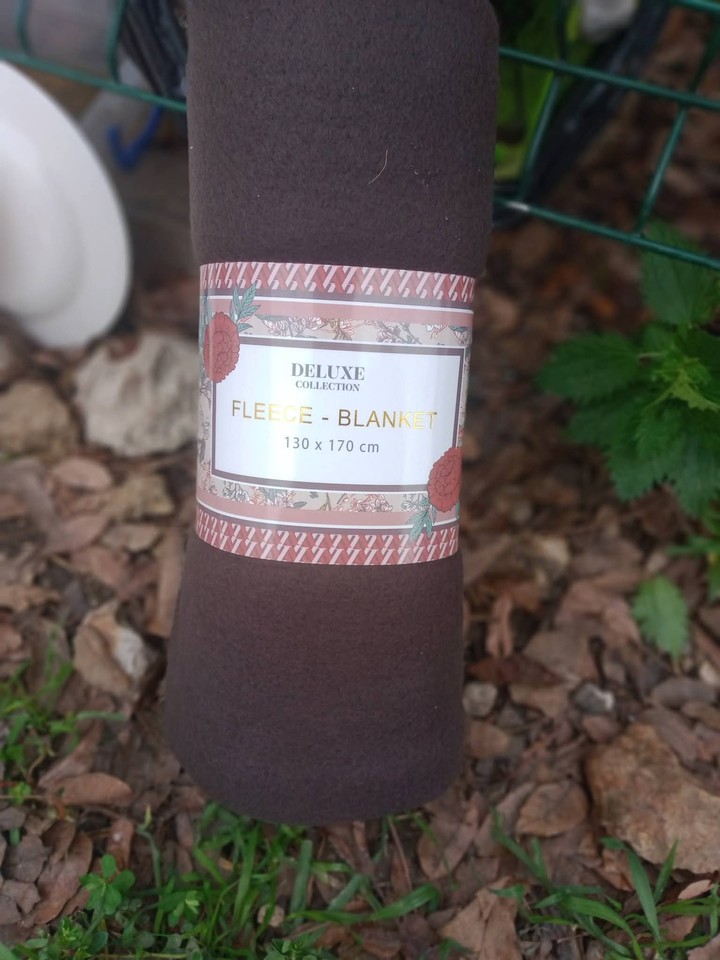 DELUXE
COLLECTION
FLEECE - BLANKET
130 x 170 cm